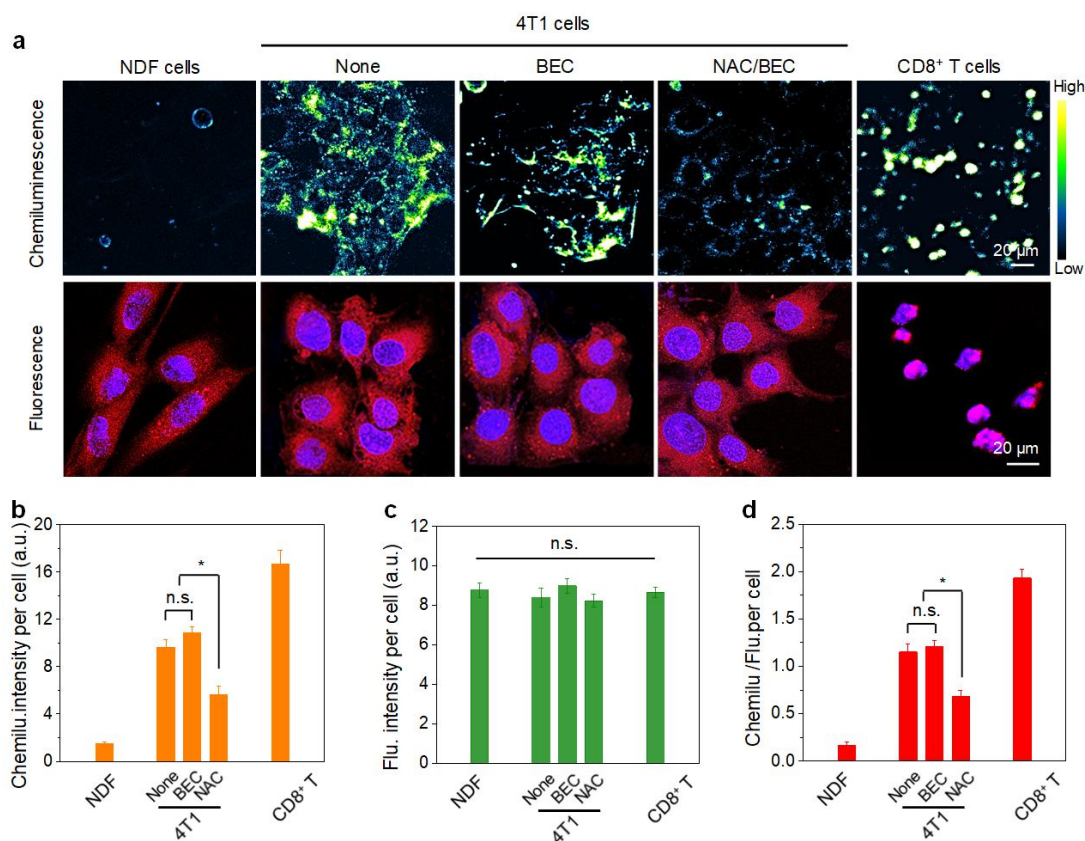 a
4T1 cells
NDF cells
None
BEC
NAC/BEC
CD8⁺ T cells
High
Low
Chemiluminescence
20 µm
Fluorescence
20 µm
b
Chemilu.intensity per cell (a.u.)
20
16
12
8
4
0
n.s.
*
NDF
None
BEC
NAC
4T1
CD8⁺ T
c
Flu. intensity per cell (a.u.)
12
10
8
6
4
2
0
n.s.
NDF
None
BEC
NAC
4T1
CD8⁺ T
d
Chemilu /Flu.per cell
2.5
2.0
1.5
1.0
0.5
0.0
n.s.
*
NDF
None
BEC
NAC
4T1
CD8⁺ T